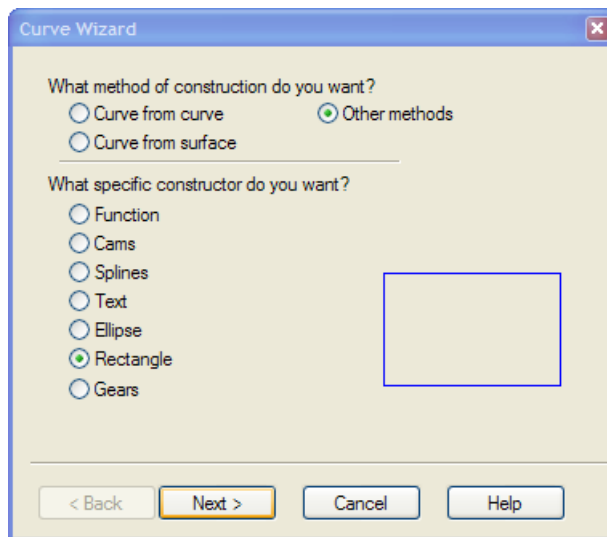 Curve Wizard
What method of construction do you want?
Curve from curve Other methods
Curve from surface
What specific constructor do you want?
Function
Cams
Splines
Text
Ellipse
Rectangle
Gears
< Back Next > Cancel Help